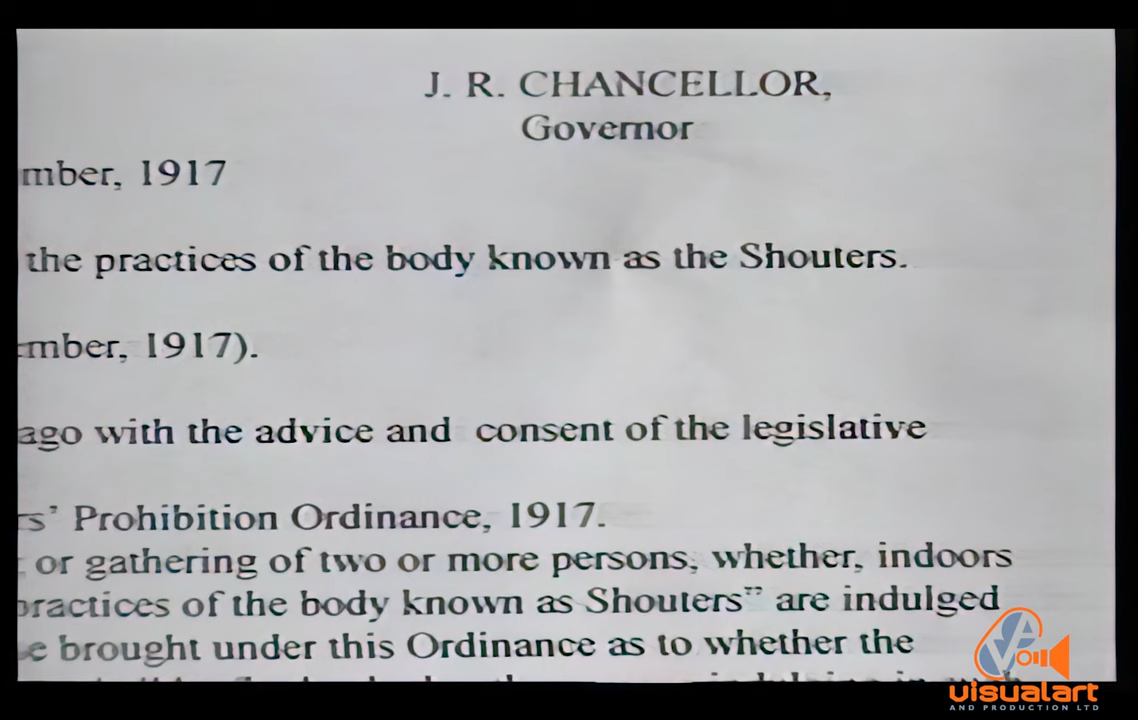 J. R. CHANCELLOR,
Governor
mber, 1917
the practices of the body known as the Shouters.
mber, 1917).
ago with the advice and consent of the legislative
s’ Prohibition Ordinance, 1917.
or gathering of two or more persons, whether, indoors
practices of the body known as Shouters” are indulged
e brought under this Ordinance as to whether the
visualart
AND PRODUCTION LTD